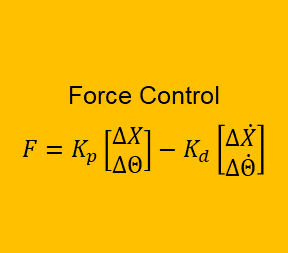 Force Control
F = K_p [ΔX ΔΘ] − K_d [ΔẊ ΔΘ̇]